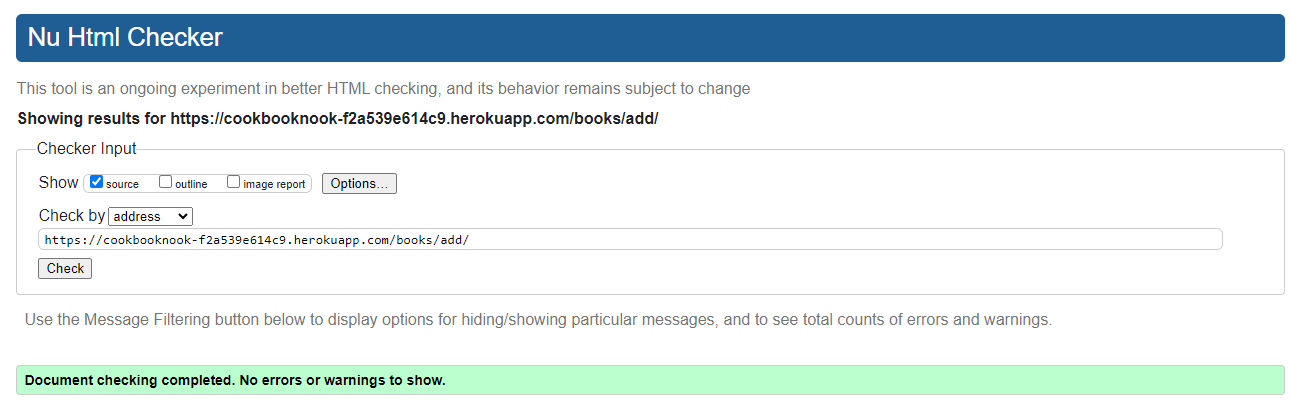 Nu Html Checker
This tool is an ongoing experiment in better HTML checking, and its behavior remains subject to change
Showing results for https://cookbooknook-f2a539e614c9.herokuapp.com/books/add/
Checker Input
Show source outline image report Options...
Check by address
https://cookbooknook-f2a539e614c9.herokuapp.com/books/add/
Check
Use the Message Filtering button below to display options for hiding/showing particular messages, and to see total counts of errors and warnings.
Document checking completed. No errors or warnings to show.